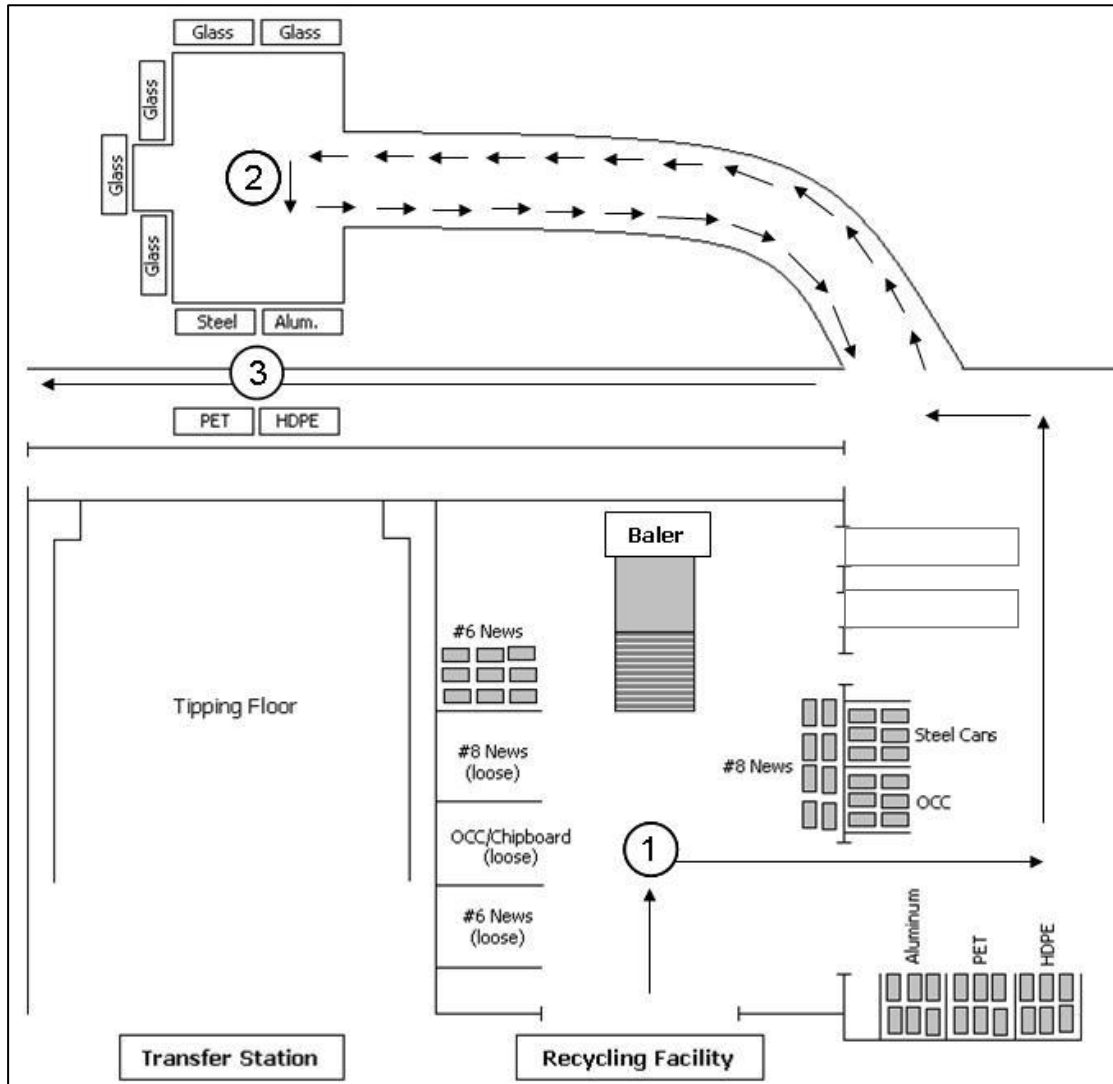 Glass
Glass
Glass
Glass
Glass
2
Steel
Alum.
3
PET
HDPE
Baler
#6 News
Tipping Floor
#8 News
(loose)
#8 News
Steel Cans
OCC
OCC/Chipboard
(loose)
1
#6 News
(loose)
Aluminum
PET
HDPE
Transfer Station
Recycling Facility